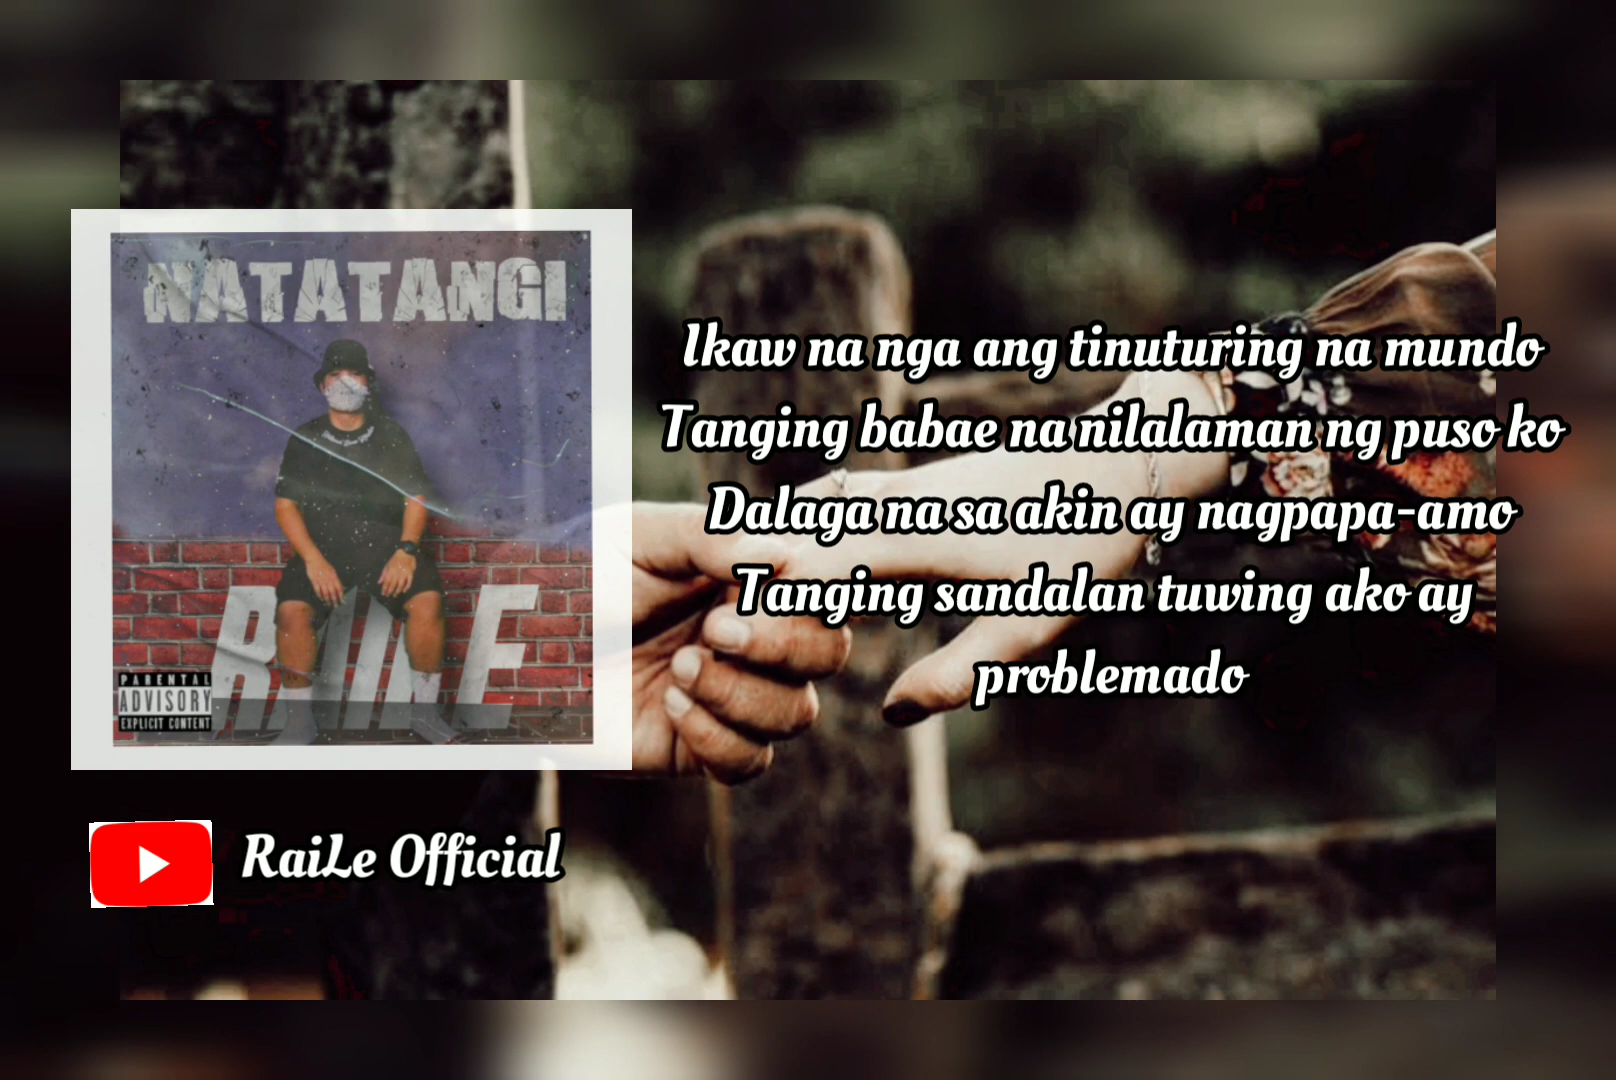 NATATANGI
RAILE
PARENTAL
ADVISORY
EXPLICIT CONTENT
Ikaw na nga ang tinuturing na mundo
Tanging babae na nilalaman ng puso ko
Dalaga na sa akin ay nagpapa-amo
Tanging sandalan tuwing ako ay
problemado
RaiLe Official